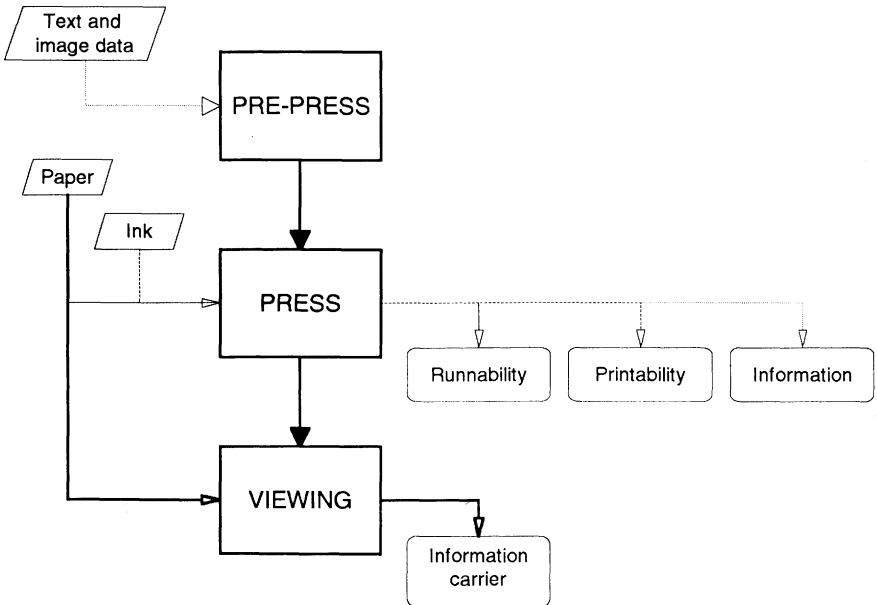 Text and
image data
PRE-PRESS
Paper
Ink
PRESS
Runnability
Printability
Information
VIEWING
Information
carrier